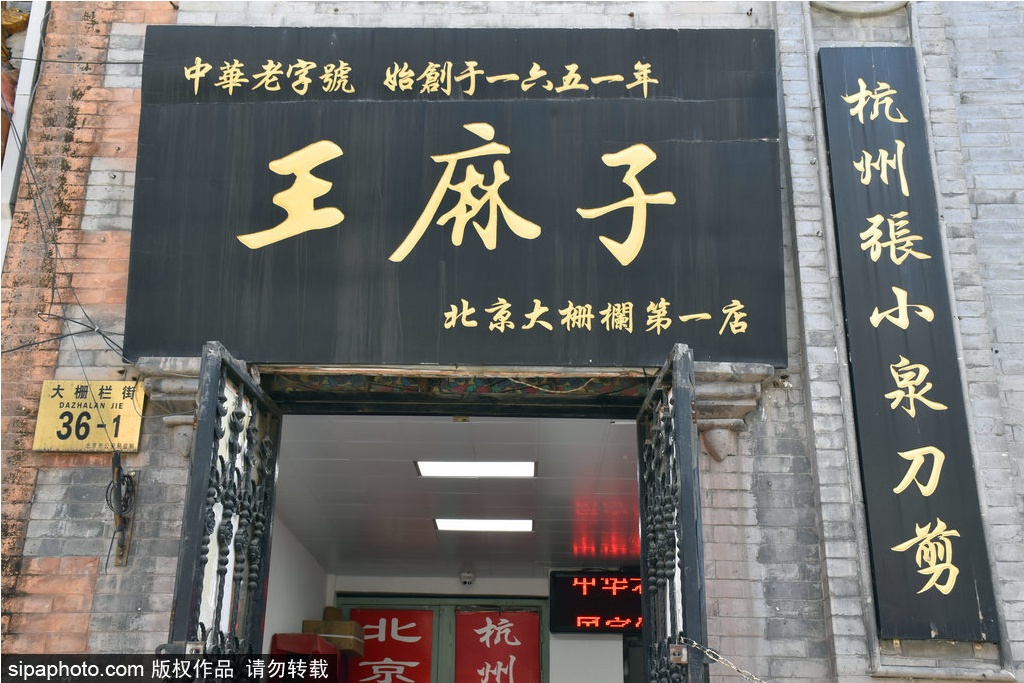 中華老字號 始創于一六五一年
王麻子
北京大栅欄第一店
杭州張小泉刀剪
大栅栏街
DAZHALAN JIE
36-1
北京
杭州
sipaphoto.com 版权作品 请勿转载